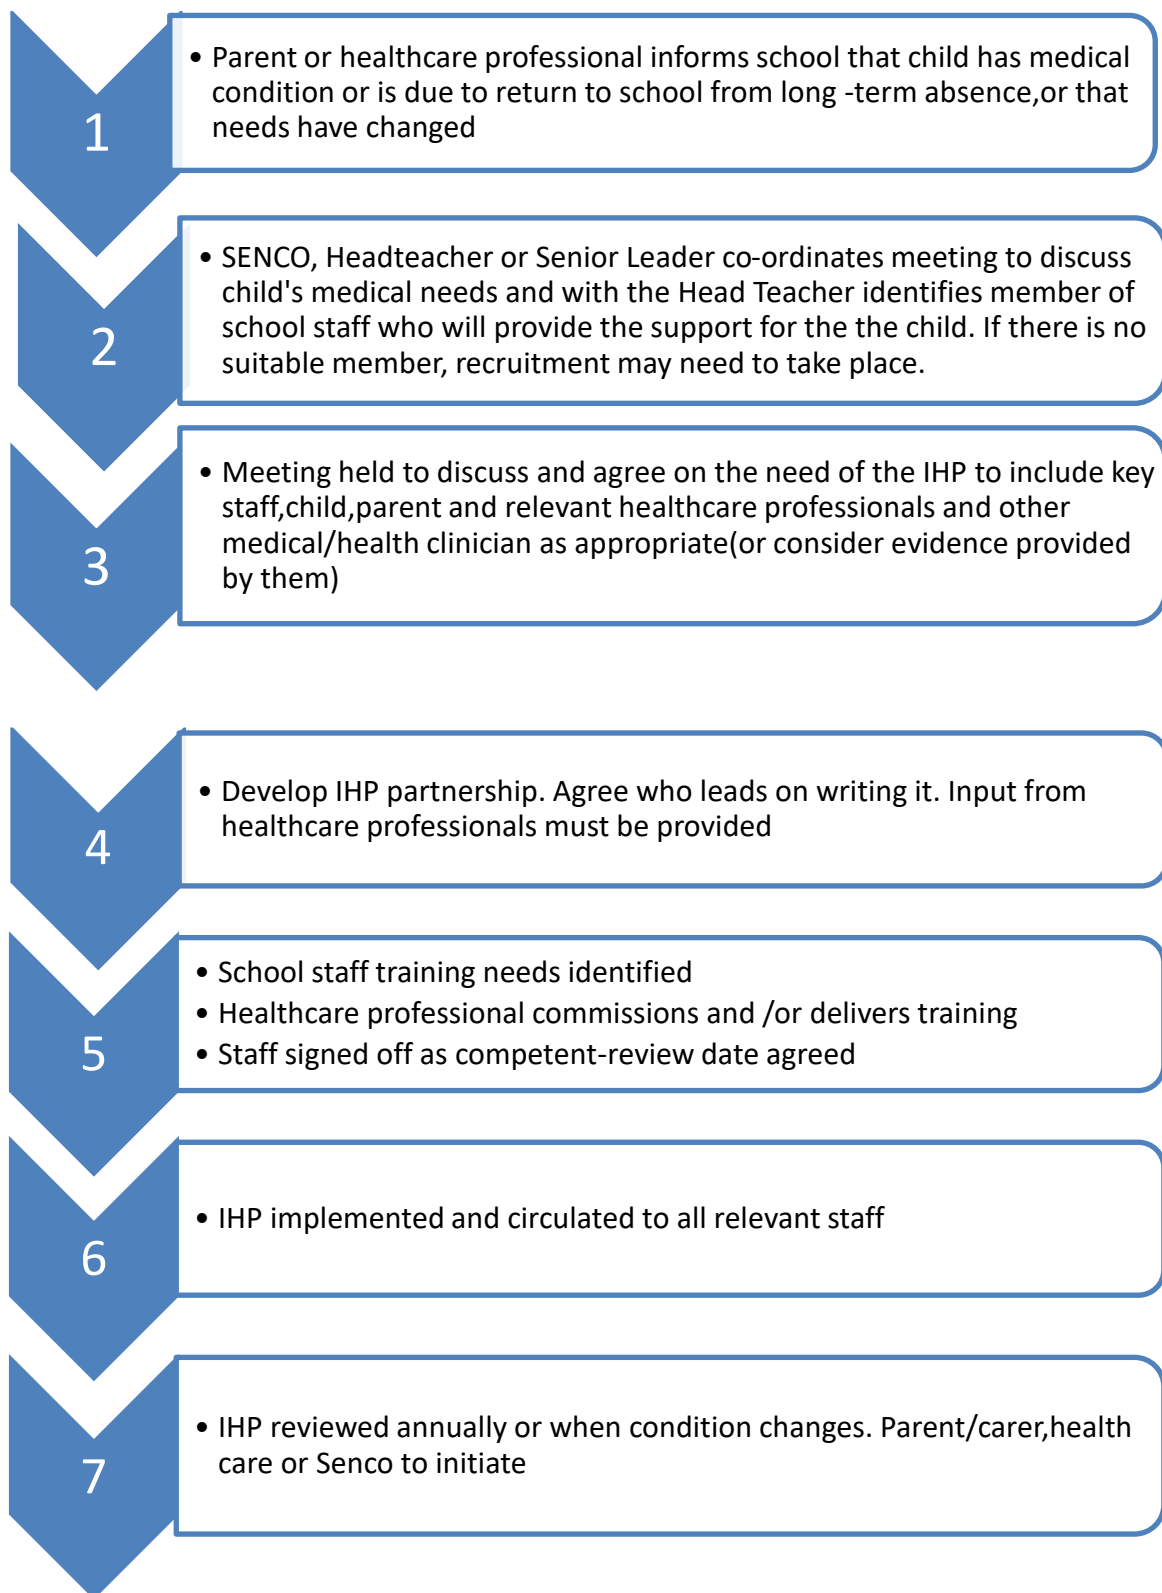 1
• Parent or healthcare professional informs school that child has medical
condition or is due to return to school from long -term absence,or that
needs have changed
2
• SENCO, Headteacher or Senior Leader co-ordinates meeting to discuss
child's medical needs and with the Head Teacher identifies member of
school staff who will provide the support for the the child. If there is no
suitable member, recruitment may need to take place.
3
• Meeting held to discuss and agree on the need of the IHP to include key
staff,child,parent and relevant healthcare professionals and other
medical/health clinician as appropriate(or consider evidence provided
by them)
4
• Develop IHP partnership. Agree who leads on writing it. Input from
healthcare professionals must be provided
5
• School staff training needs identified
• Healthcare professional commissions and /or delivers training
• Staff signed off as competent-review date agreed
6
• IHP implemented and circulated to all relevant staff
7
• IHP reviewed annually or when condition changes. Parent/carer,health
care or Senco to initiate